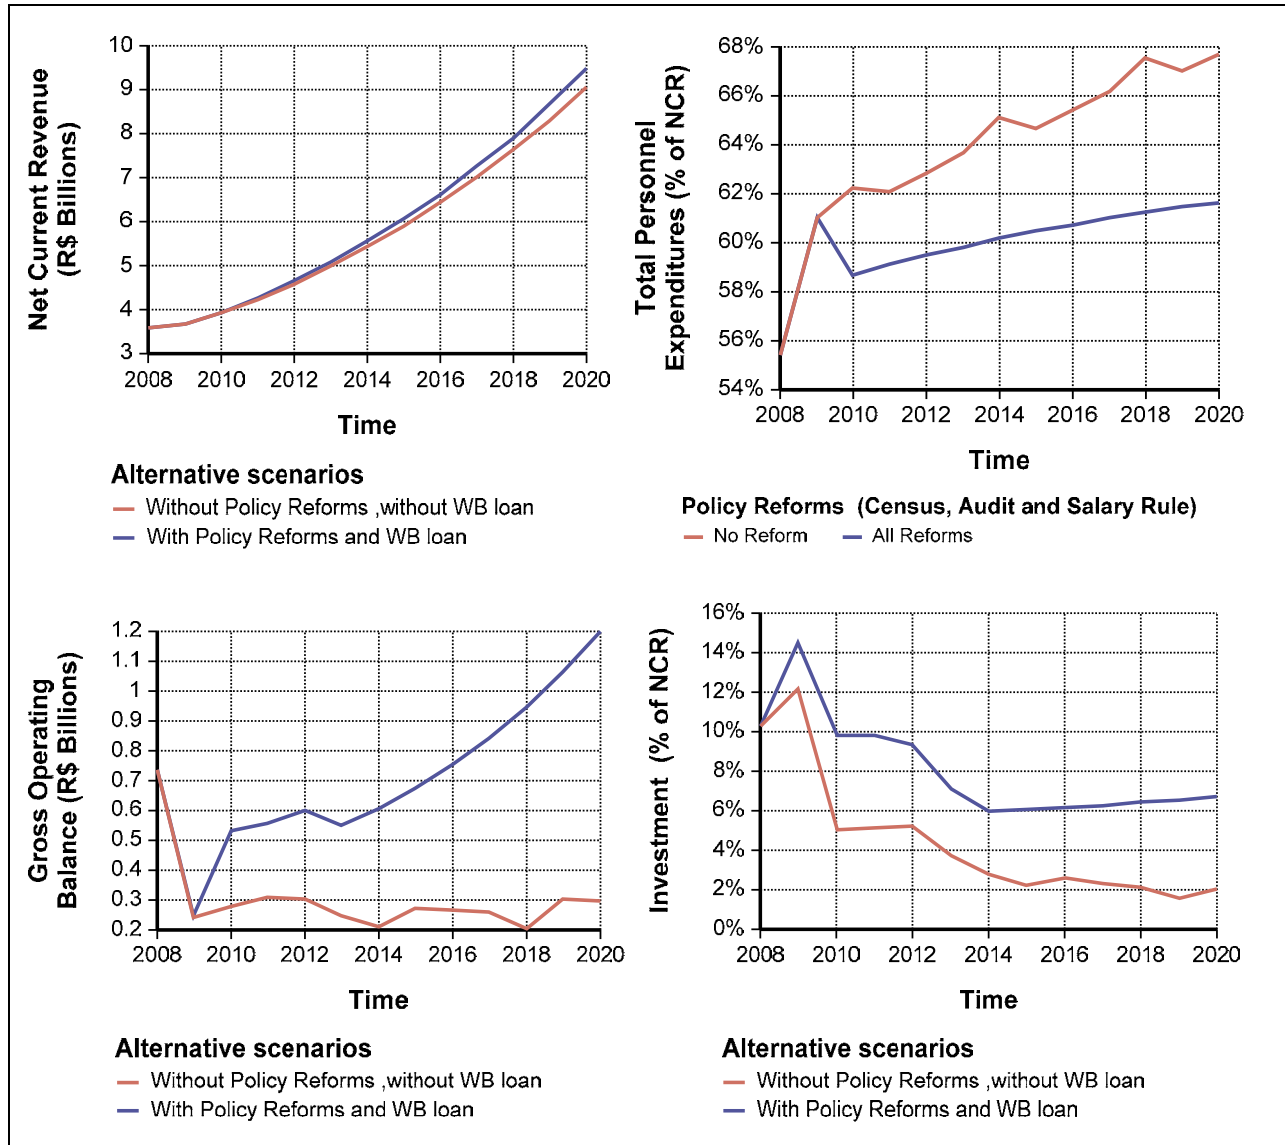 Net Current Revenue
(R$ Billions)
10
9
8
7
6
5
4
3
2008 2010 2012 2014 2016 2018 2020
Time
Alternative scenarios
Without Policy Reforms ,without WB loan
With Policy Reforms and WB loan
Total Personnel
Expenditures (% of NCR)
68%
66%
64%
62%
60%
58%
56%
54%
2008 2010 2012 2014 2016 2018 2020
Time
Policy Reforms (Census, Audit and Salary Rule)
No Reform All Reforms
Gross Operating
Balance (R$ Billions)
1.2
1.1
1
0.9
0.8
0.7
0.6
0.5
0.4
0.3
0.2
2008 2010 2012 2014 2016 2018 2020
Time
Alternative scenarios
Without Policy Reforms ,without WB loan
With Policy Reforms and WB loan
Investment (% of NCR)
16%
14%
12%
10%
8%
6%
4%
2%
0%
2008 2010 2012 2014 2016 2018 2020
Time
Alternative scenarios
Without Policy Reforms ,without WB loan
With Policy Reforms and WB loan